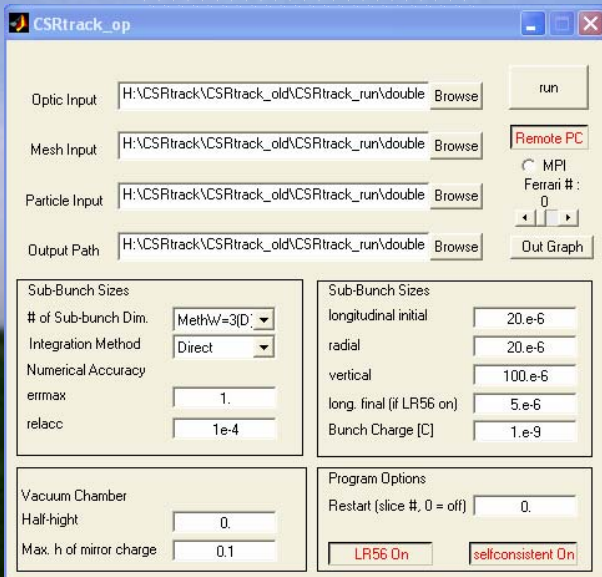 CSRtrack_op
Optic Input H:\CSRtrack\CSRtrack_old\CSRtrack_run\double Browse run
Mesh Input H:\CSRtrack\CSRtrack_old\CSRtrack_run\double Browse Remote PC
MPI
Particle Input H:\CSRtrack\CSRtrack_old\CSRtrack_run\double Browse Ferrari # :
0
Output Path H:\CSRtrack\CSRtrack_old\CSRtrack_run\double Browse Out Graph
Sub-Bunch Sizes
# of Sub-bunch Dim. MethW=3(D)
Integration Method Direct
Numerical Accuracy
errmax 1.
relacc 1e-4
Sub-Bunch Sizes
longitudinal initial 20.e-6
radial 20.e-6
vertical 100.e-6
long. final (if LR56 on) 5.e-6
Bunch Charge [C] 1.e-9
Vacuum Chamber
Half-hight 0.
Max. h of mirror charge 0.1
Program Options
Restart (slice #, 0 = off) 0.
LR56 On selfconsistent On